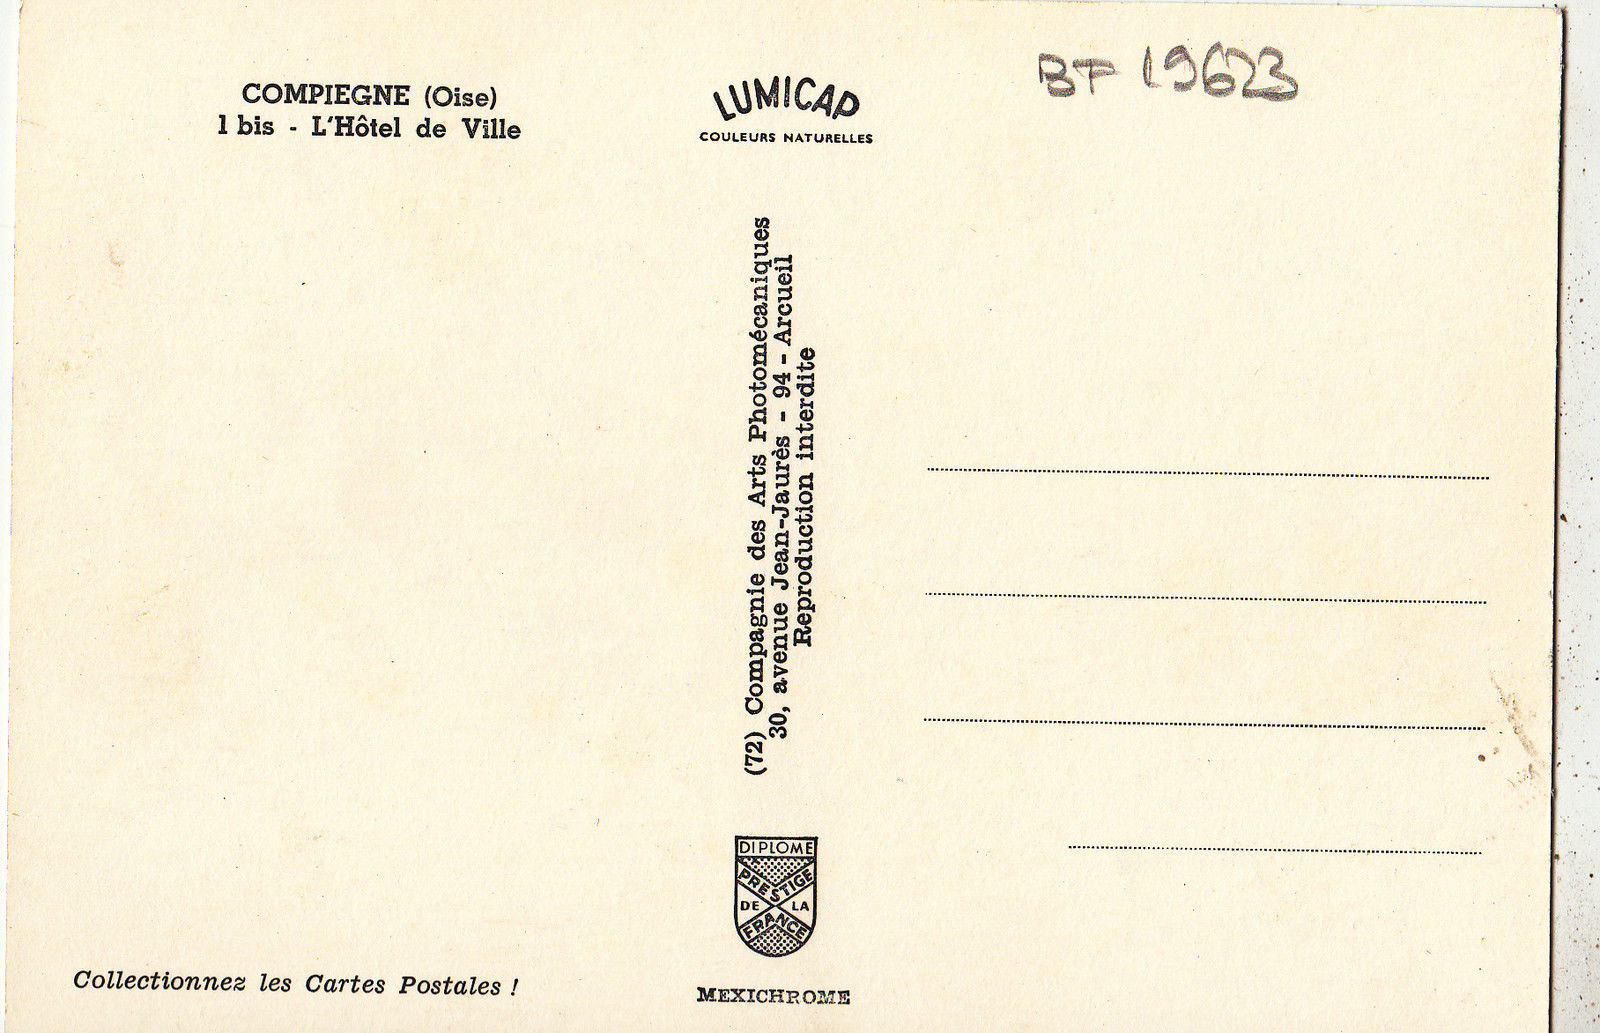 COMPIEGNE (Oise)
1 bis - L'Hôtel de Ville
LUMICAP
COULEURS NATURELLES
BF 19623
(72) Compagnie des Arts Photomécaniques
30, avenue Jean-Jaurès - 94 - Arcueil
Reproduction interdite
DIPLOME
PRESTIGE
DE LA
FRANCE
Collectionnez les Cartes Postales !
MEXICHROME